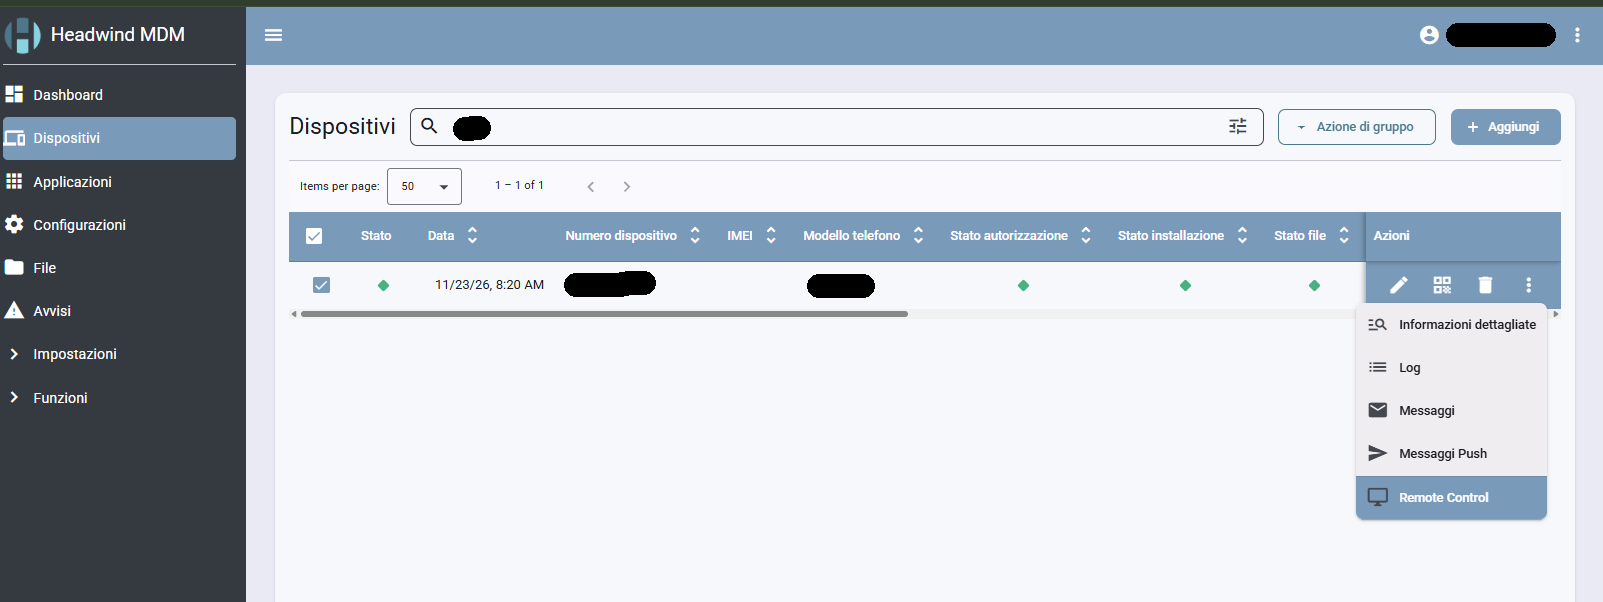 Headwind MDM
Dashboard
Dispositivi
Applicazioni
Configurazioni
File
Avvisi
Impostazioni
Funzioni
Dispositivi
Azione di gruppo
+ Aggiungi
Items per page: 50 1 – 1 of 1
Stato Data Numero dispositivo IMEI Modello telefono Stato autorizzazione Stato installazione Stato file Azioni
11/23/26, 8:20 AM
Informazioni dettagliate
Log
Messaggi
Messaggi Push
Remote Control